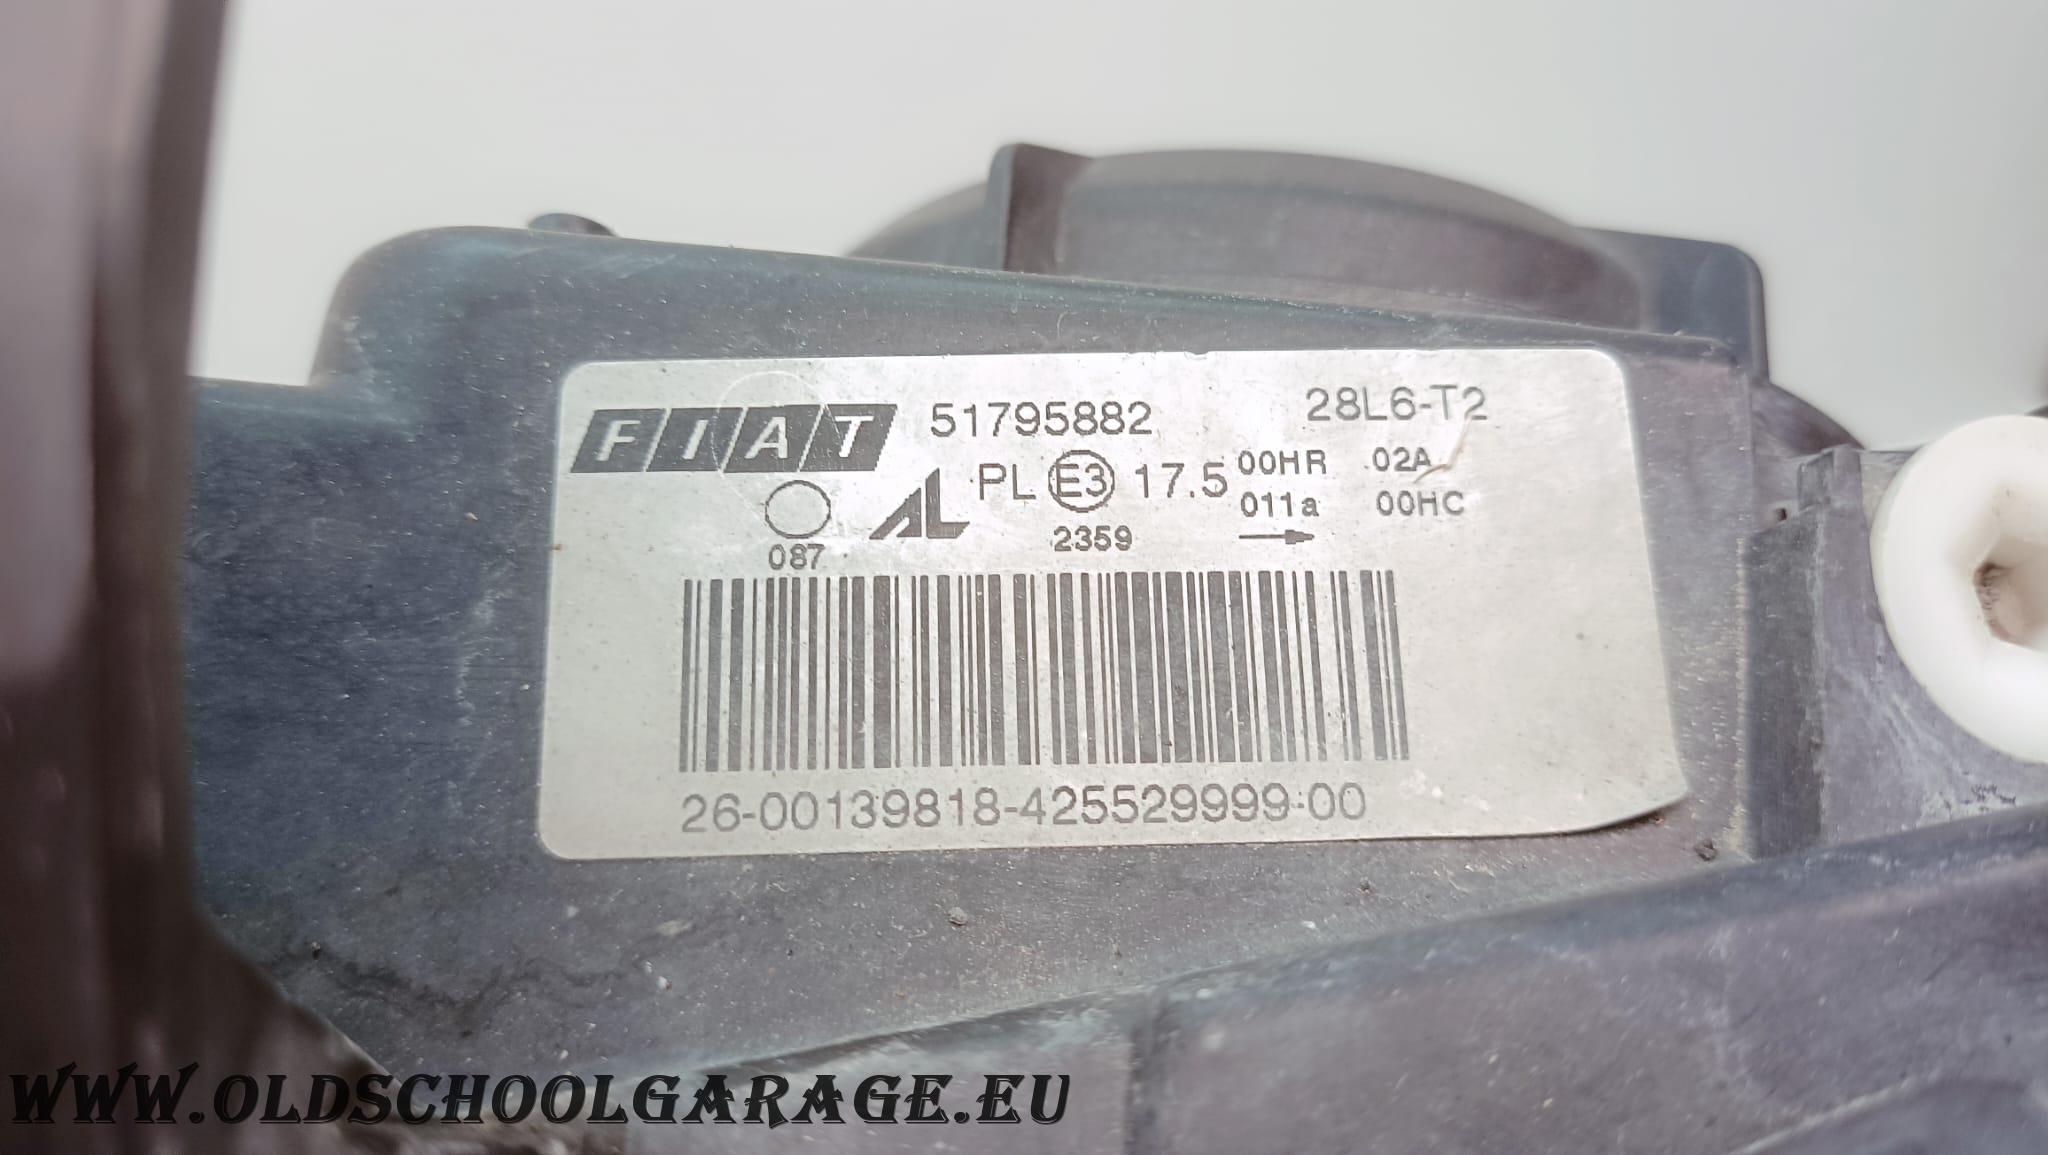 FIAT 51795882 28L6-T2
AL PL E3 17.5 00HR 02A
011a 00HC
087 2359
26-00139818-425529999-00
WWW.OLDSCHOOLGARAGE.EU